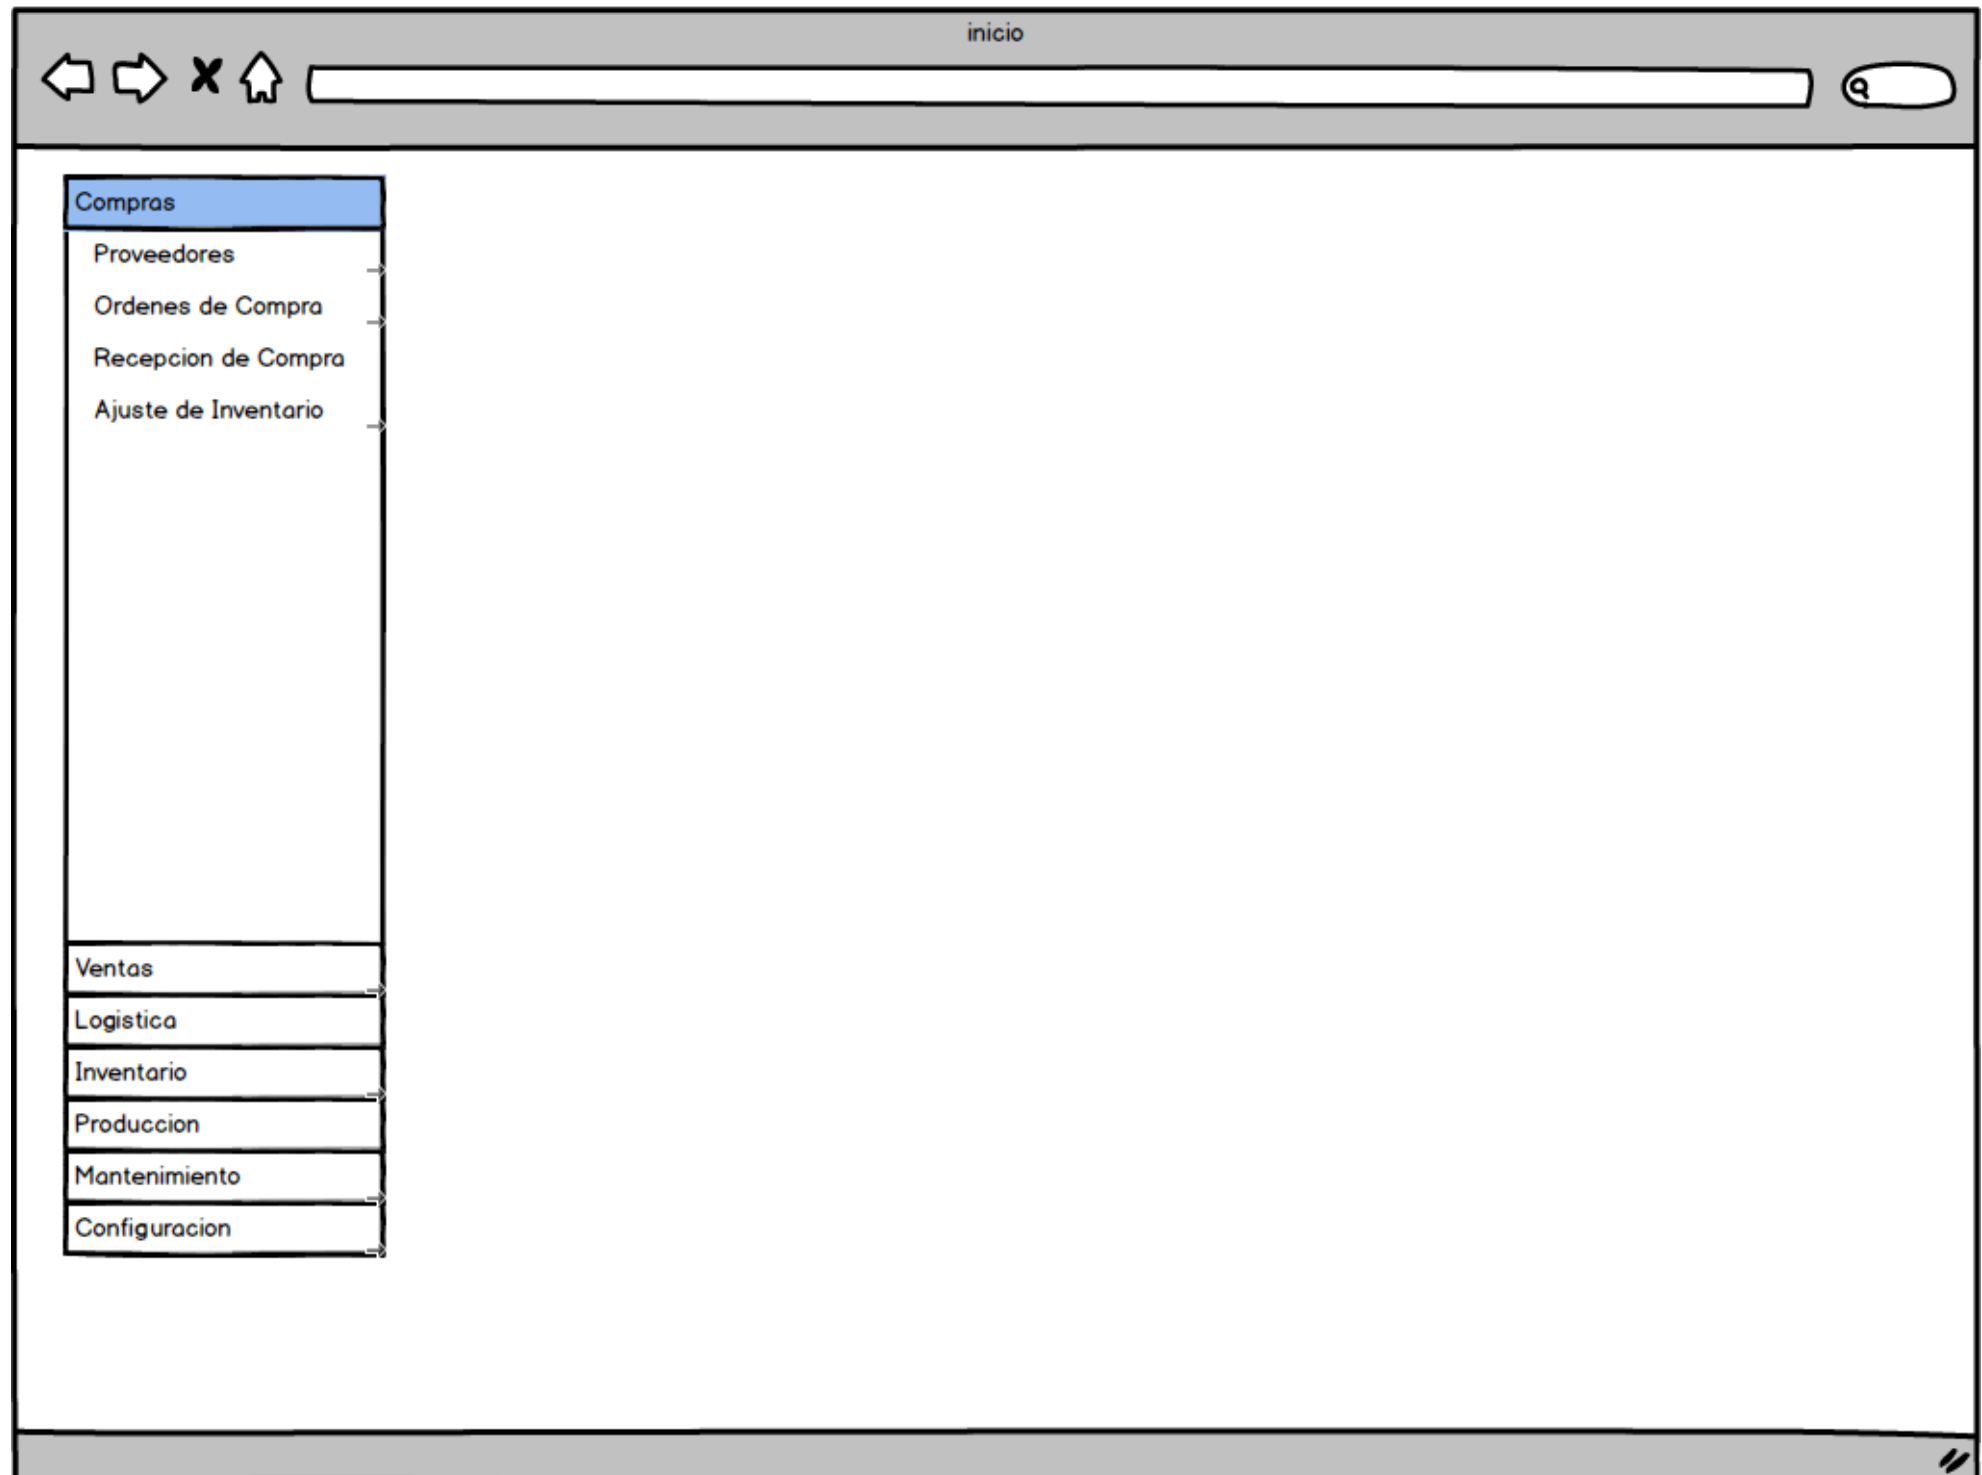 inicio
Compras
Proveedores
Ordenes de Compra
Recepcion de Compra
Ajuste de Inventario
Ventas
Logistica
Inventario
Produccion
Mantenimiento
Configuracion